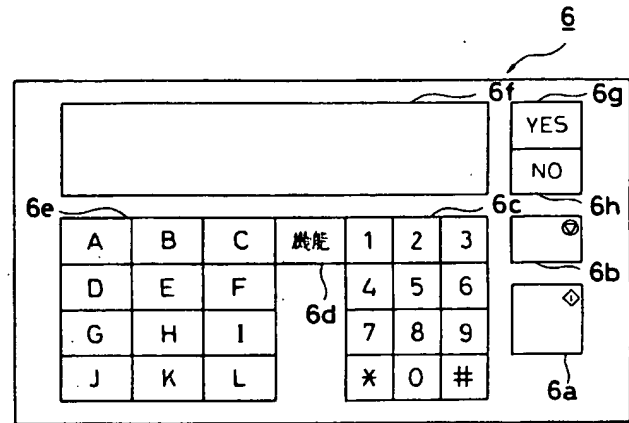 6
6f
6g
YES
NO
6e
6c
6h
A B C 機能 1 2 3
6b
D E F 4 5 6
6d
G H I 7 8 9
J K L * 0 #
6a